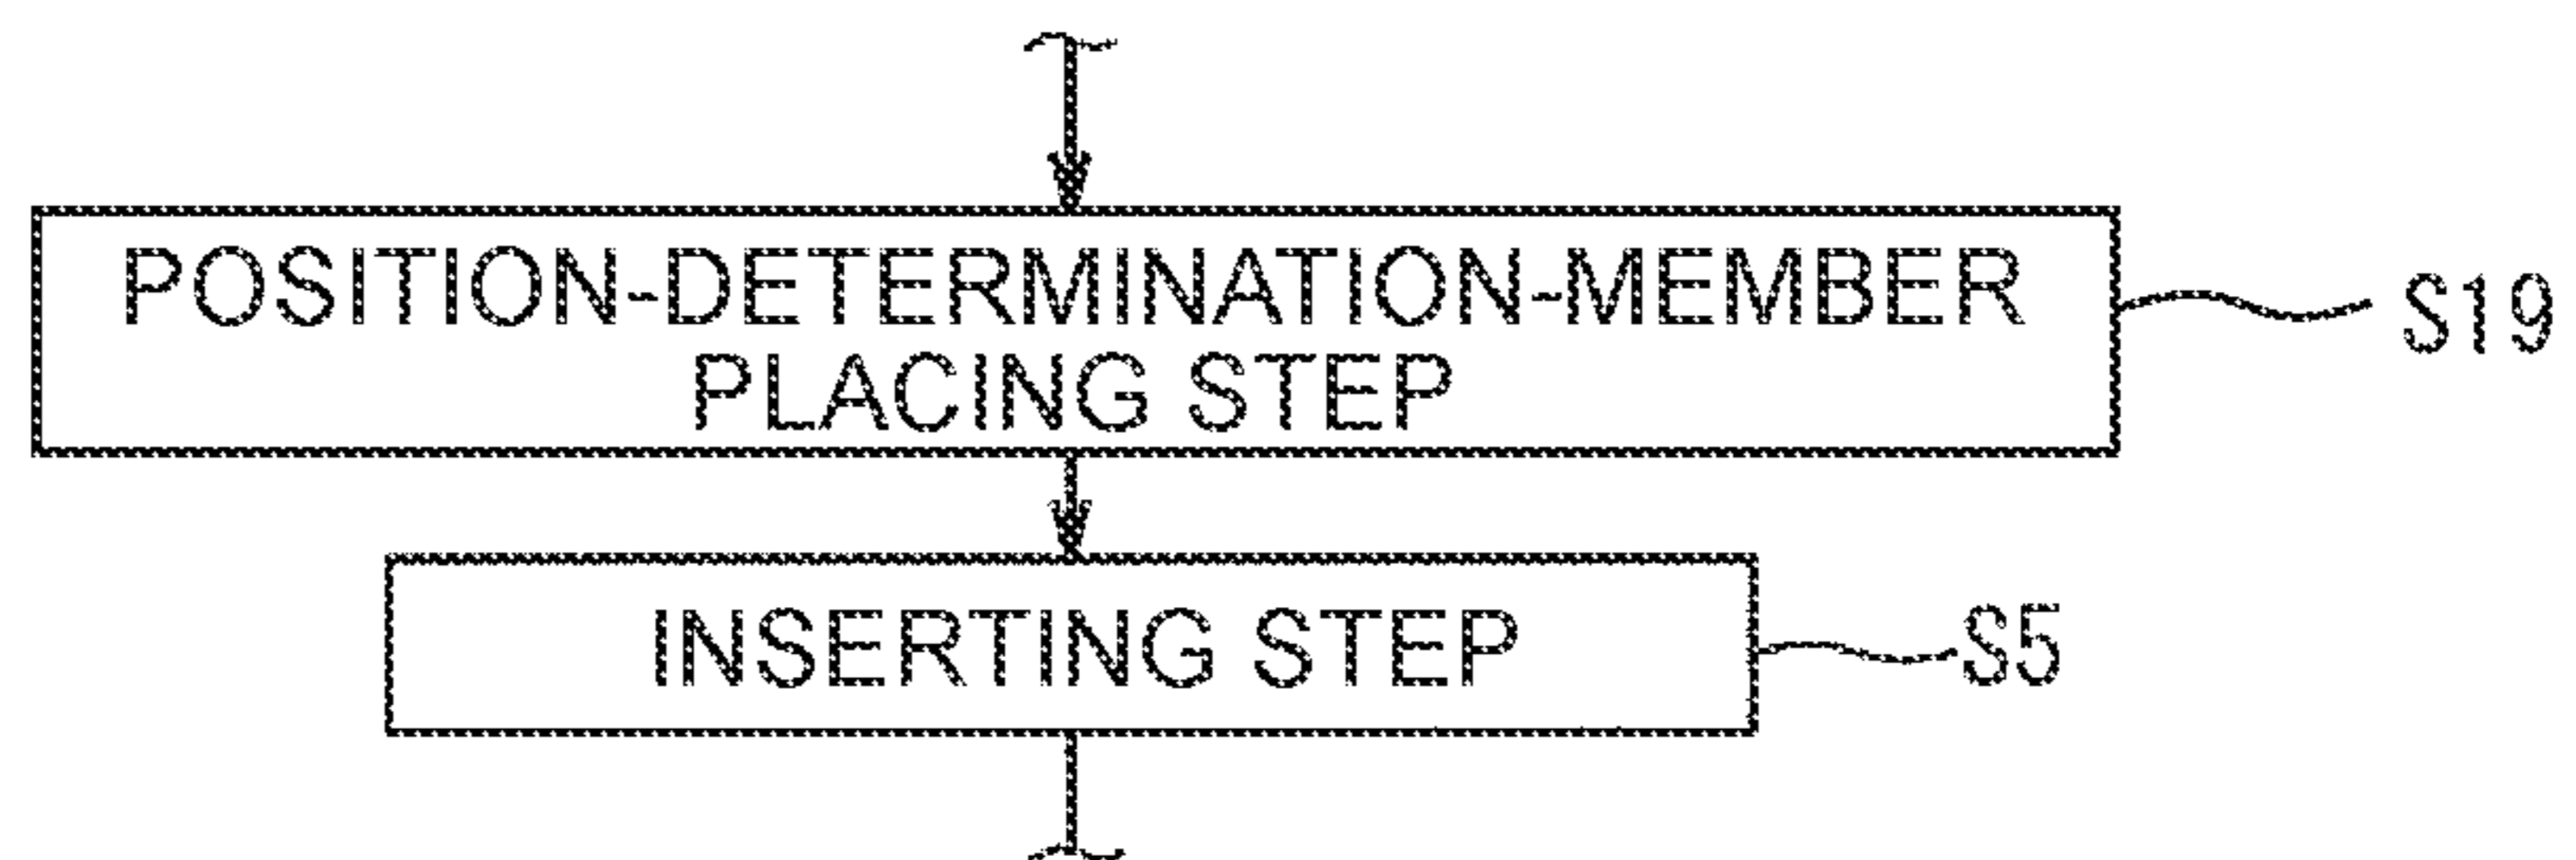 POSITION-DETERMINATION-MEMBER
PLACING STEP
S19
INSERTING STEP
S5